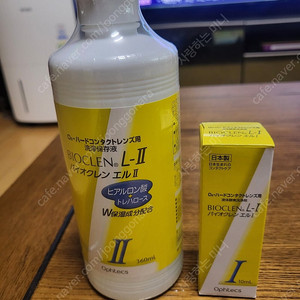 O₂ハードコンタクトレンズ用
洗浄保存液
BIOCLEN® L-II
バイオクレン エルII
ヒアルロン酸
+
トレハロース
W保湿成分配合
II
360mL
Ophtecs
日本製
O₂ハードコンタクトレンズ用
BIOCLEN® L-I
バイオクレン エルI
I
10mL
Ophtecs